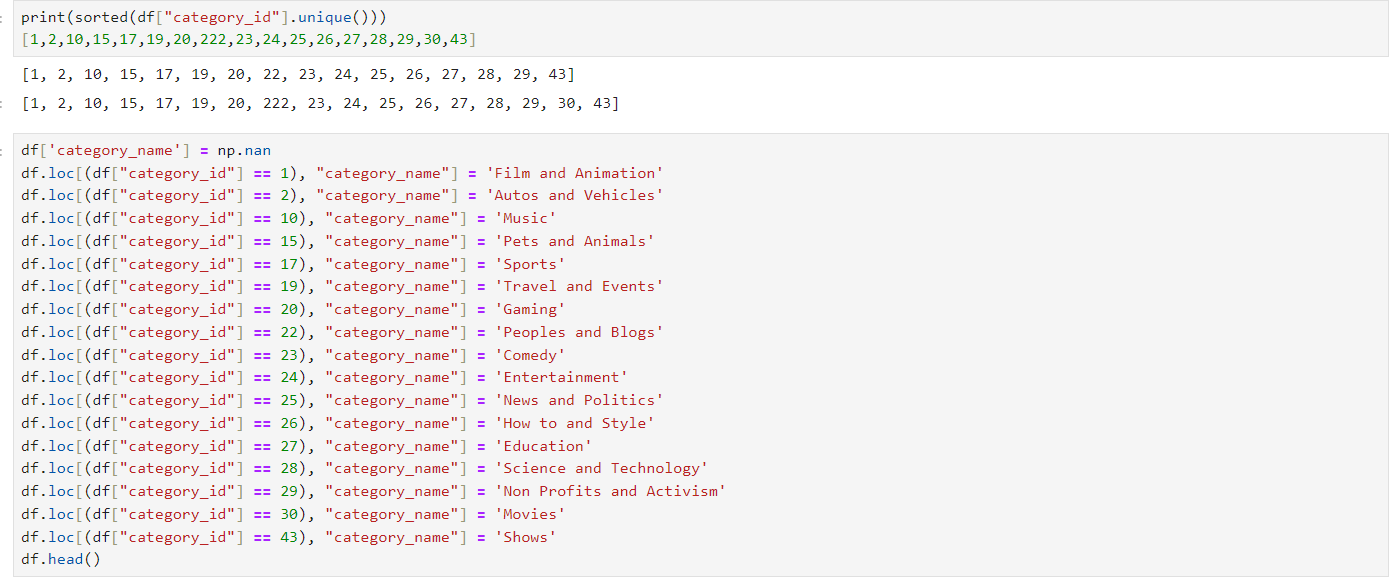 print(sorted(df["category_id"].unique()))
[1,2,10,15,17,19,20,222,23,24,25,26,27,28,29,30,43]
[1, 2, 10, 15, 17, 19, 20, 22, 23, 24, 25, 26, 27, 28, 29, 43]
[1, 2, 10, 15, 17, 19, 20, 222, 23, 24, 25, 26, 27, 28, 29, 30, 43]
df['category_name'] = np.nan
df.loc[(df["category_id"] == 1), "category_name"] = 'Film and Animation'
df.loc[(df["category_id"] == 2), "category_name"] = 'Autos and Vehicles'
df.loc[(df["category_id"] == 10), "category_name"] = 'Music'
df.loc[(df["category_id"] == 15), "category_name"] = 'Pets and Animals'
df.loc[(df["category_id"] == 17), "category_name"] = 'Sports'
df.loc[(df["category_id"] == 19), "category_name"] = 'Travel and Events'
df.loc[(df["category_id"] == 20), "category_name"] = 'Gaming'
df.loc[(df["category_id"] == 22), "category_name"] = 'Peoples and Blogs'
df.loc[(df["category_id"] == 23), "category_name"] = 'Comedy'
df.loc[(df["category_id"] == 24), "category_name"] = 'Entertainment'
df.loc[(df["category_id"] == 25), "category_name"] = 'News and Politics'
df.loc[(df["category_id"] == 26), "category_name"] = 'How to and Style'
df.loc[(df["category_id"] == 27), "category_name"] = 'Education'
df.loc[(df["category_id"] == 28), "category_name"] = 'Science and Technology'
df.loc[(df["category_id"] == 29), "category_name"] = 'Non Profits and Activism'
df.loc[(df["category_id"] == 30), "category_name"] = 'Movies'
df.loc[(df["category_id"] == 43), "category_name"] = 'Shows'
df.head()